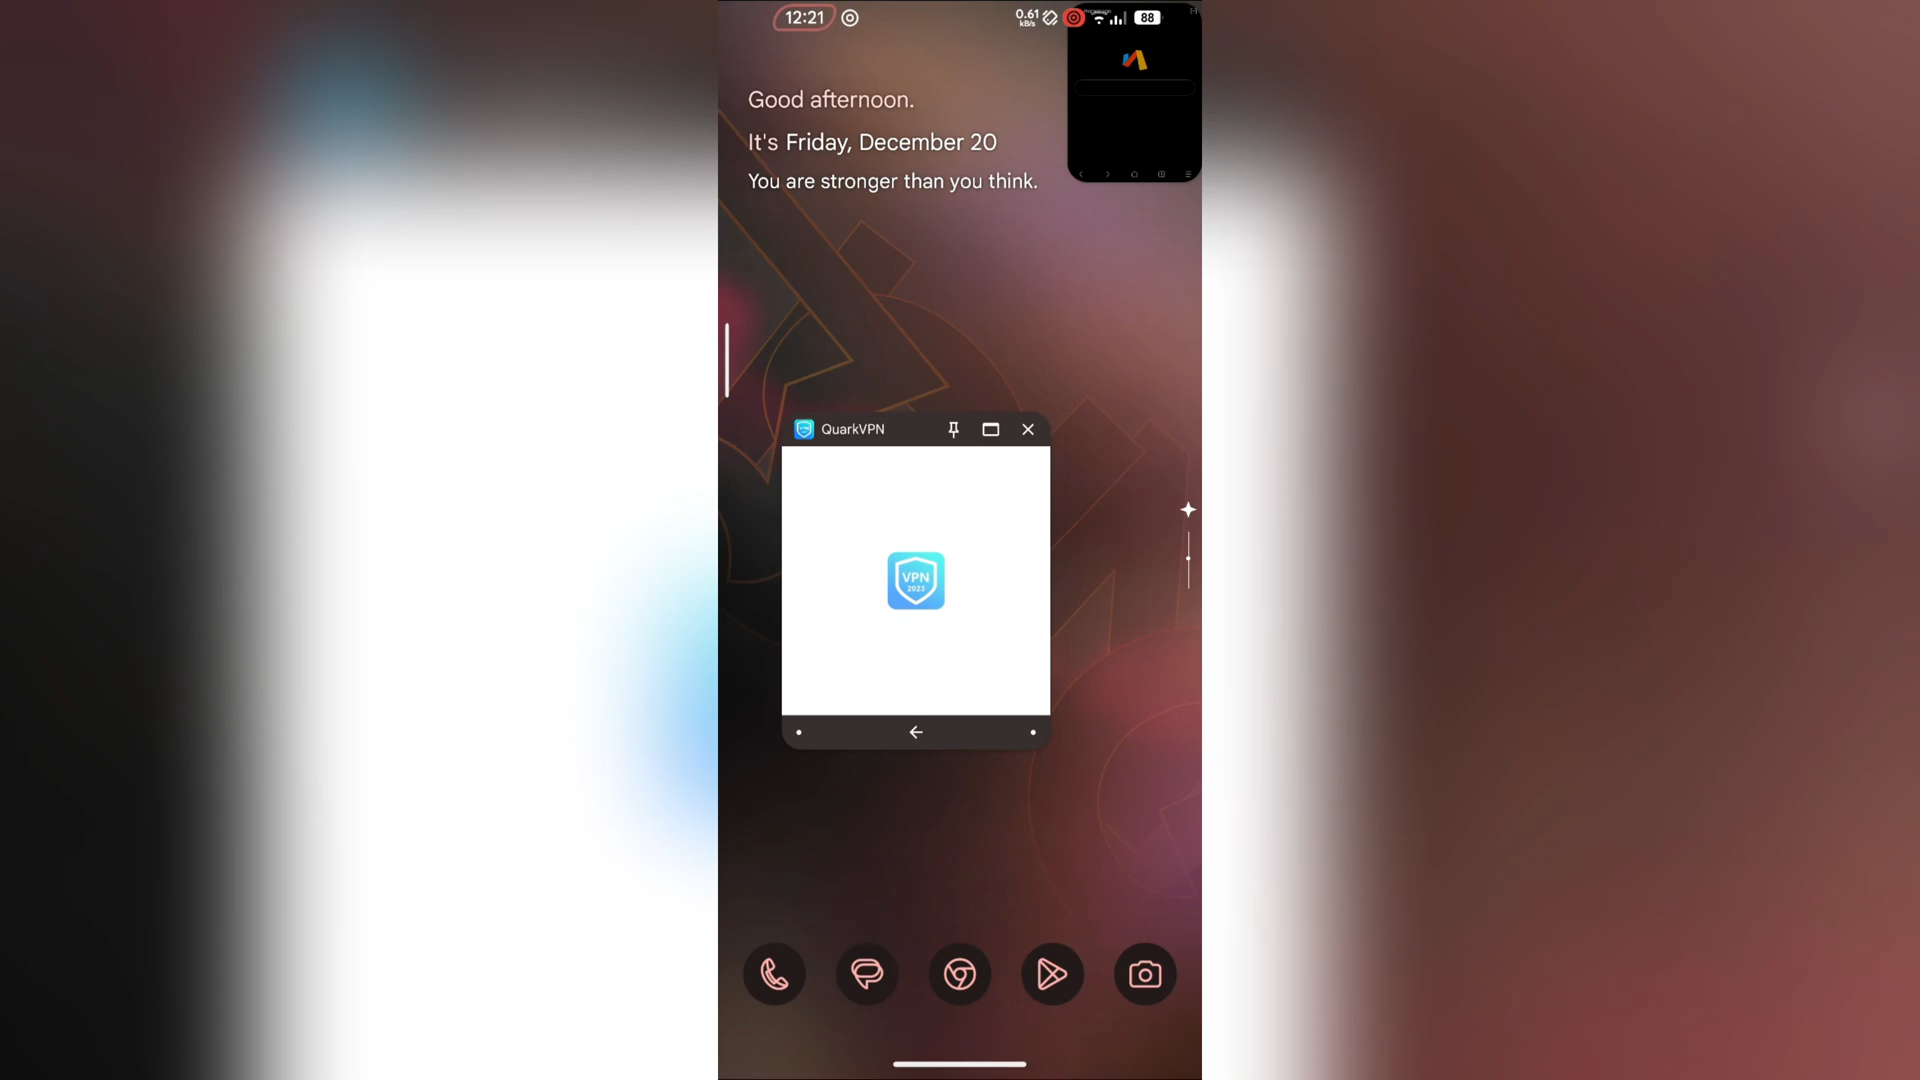 12:21
0.61
kB/s
88
Good afternoon.
It's Friday, December 20
You are stronger than you think.
QuarkVPN
VPN
2023